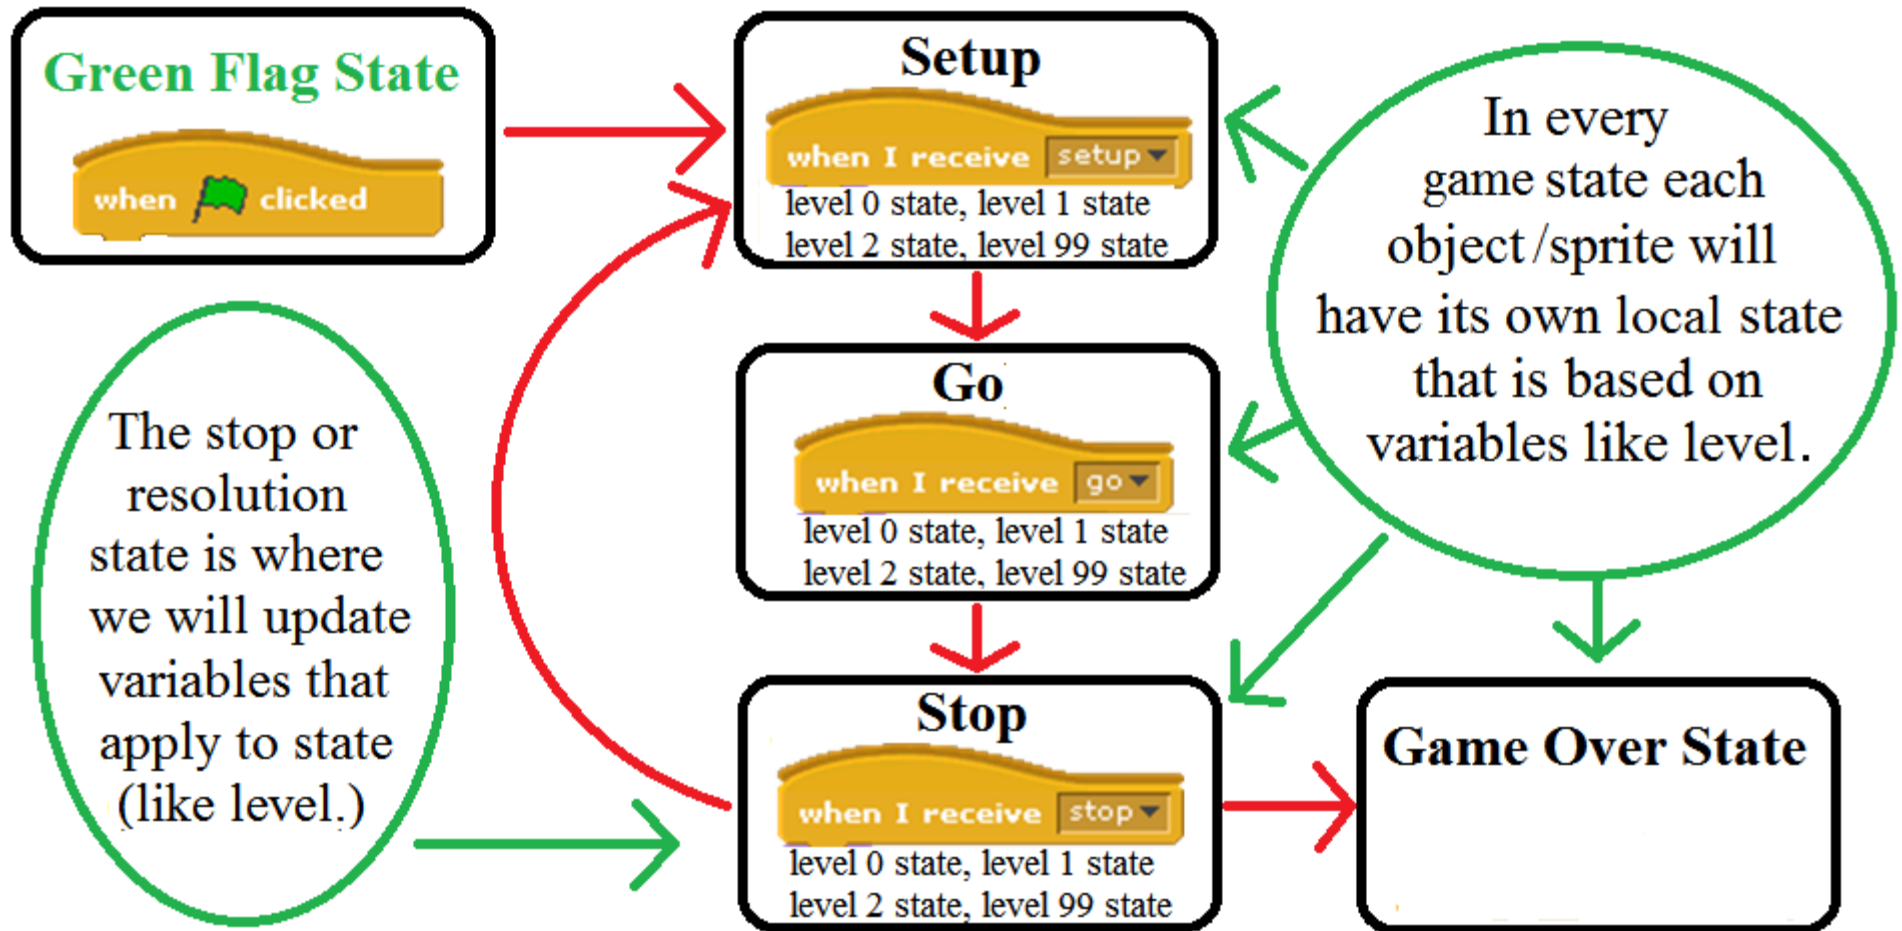 Green Flag State
when clicked
Setup
when I receive setup
level 0 state, level 1 state
level 2 state, level 99 state
In every
game state each
object/sprite will
have its own local state
that is based on
variables like level.
Go
when I receive go
level 0 state, level 1 state
level 2 state, level 99 state
The stop or
resolution
state is where
we will update
variables that
apply to state
(like level.)
Stop
when I receive stop
level 0 state, level 1 state
level 2 state, level 99 state
Game Over State